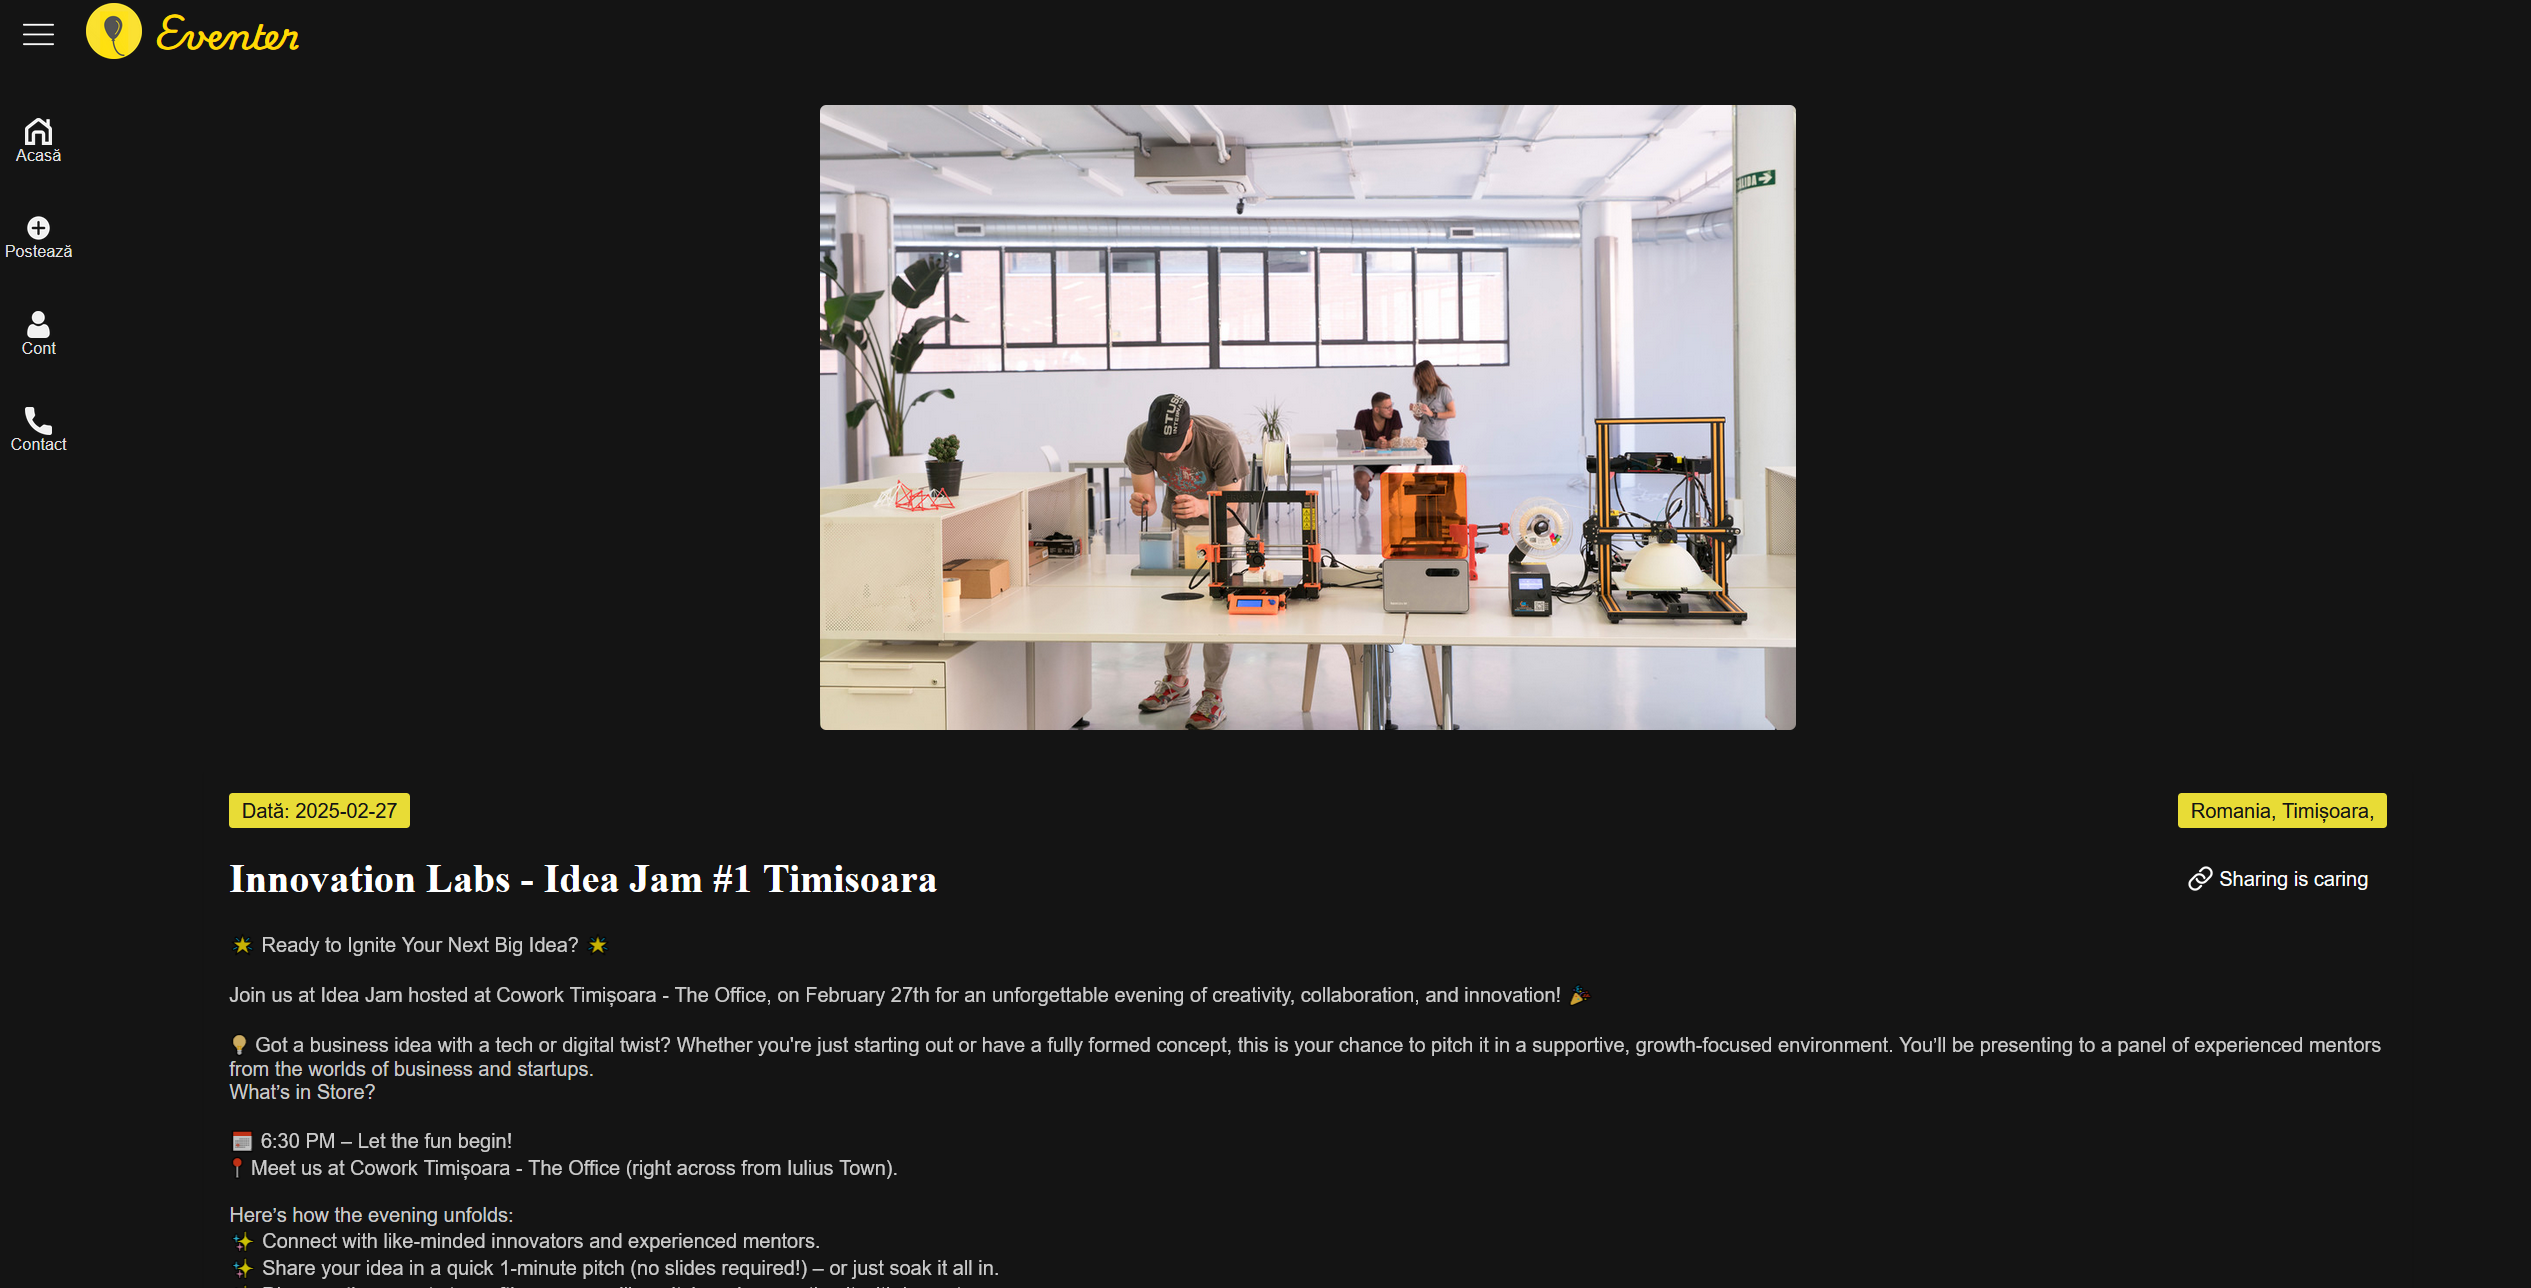 Eventer
Acasă
Postează
Cont
Contact
STUSS
SALIDA
Dată: 2025-02-27
Romania, Timișoara,
Innovation Labs - Idea Jam #1 Timisoara
Sharing is caring
🌟 Ready to Ignite Your Next Big Idea? 🌟
Join us at Idea Jam hosted at Cowork Timișoara - The Office, on February 27th for an unforgettable evening of creativity, collaboration, and innovation! 🎉
💡 Got a business idea with a tech or digital twist? Whether you're just starting out or have a fully formed concept, this is your chance to pitch it in a supportive, growth-focused environment. You’ll be presenting to a panel of experienced mentors
from the worlds of business and startups.
What’s in Store?
📅 6:30 PM – Let the fun begin!
📍 Meet us at Cowork Timișoara - The Office (right across from Iulius Town).
Here’s how the evening unfolds:
✨ Connect with like-minded innovators and experienced mentors.
✨ Share your idea in a quick 1-minute pitch (no slides required!) – or just soak it all in.